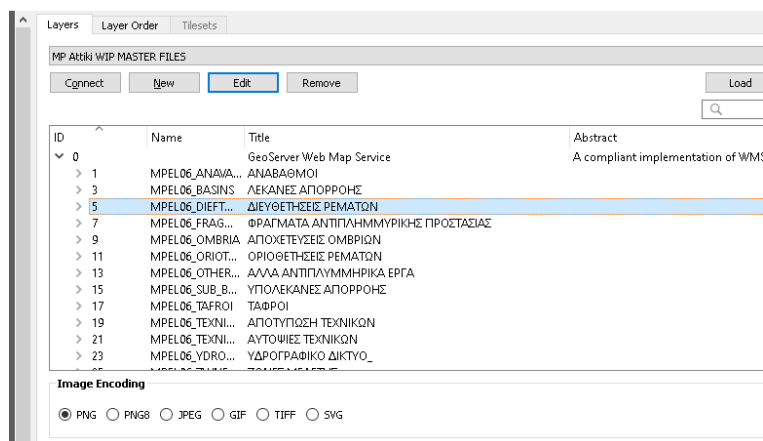 Layers Layer Order Tilesets
MP Attiki WIP MASTER FILES
Connect New Edit Remove Load
ID Name Title Abstract
0 GeoServer Web Map Service A compliant implementation of WMS
1 MPEL06_ANAVA... ΑΝΑΒΑΘΜΟΙ
3 MPEL06_BASINS ΛΕΚΑΝΕΣ ΑΠΟΡΡΟΗΣ
5 MPEL06_DIEFT... ΔΙΕΥΘΕΤΗΣΕΙΣ ΡΕΜΑΤΩΝ
7 MPEL06_FRAG... ΦΡΑΓΜΑΤΑ ΑΝΤΙΠΛΗΜΜΥΡΙΚΗΣ ΠΡΟΣΤΑΣΙΑΣ
9 MPEL06_OMBRIA ΑΠΟΧΕΤΕΥΣΕΙΣ ΟΜΒΡΙΩΝ
11 MPEL06_ORIOT... ΟΡΙΟΘΕΤΗΣΕΙΣ ΡΕΜΑΤΩΝ
13 MPEL06_OTHER... ΑΛΛΑ ΑΝΤΙΠΛΥΜΜΗΡΙΚΑ ΕΡΓΑ
15 MPEL06_SUB_B... ΥΠΟΛΕΚΑΝΕΣ ΑΠΟΡΡΟΗΣ
17 MPEL06_TAFROI ΤΑΦΡΟΙ
19 MPEL06_TEXNI... ΑΠΟΤΥΠΩΣΗ ΤΕΧΝΙΚΩΝ
21 MPEL06_TEXNI... ΑΥΤΟΨΙΕΣ ΤΕΧΝΙΚΩΝ
23 MPEL06_YDRO... ΥΔΡΟΓΡΑΦΙΚΟ ΔΙΚΤΥΟ_
Image Encoding
PNG PNG8 JPEG GIF TIFF SVG